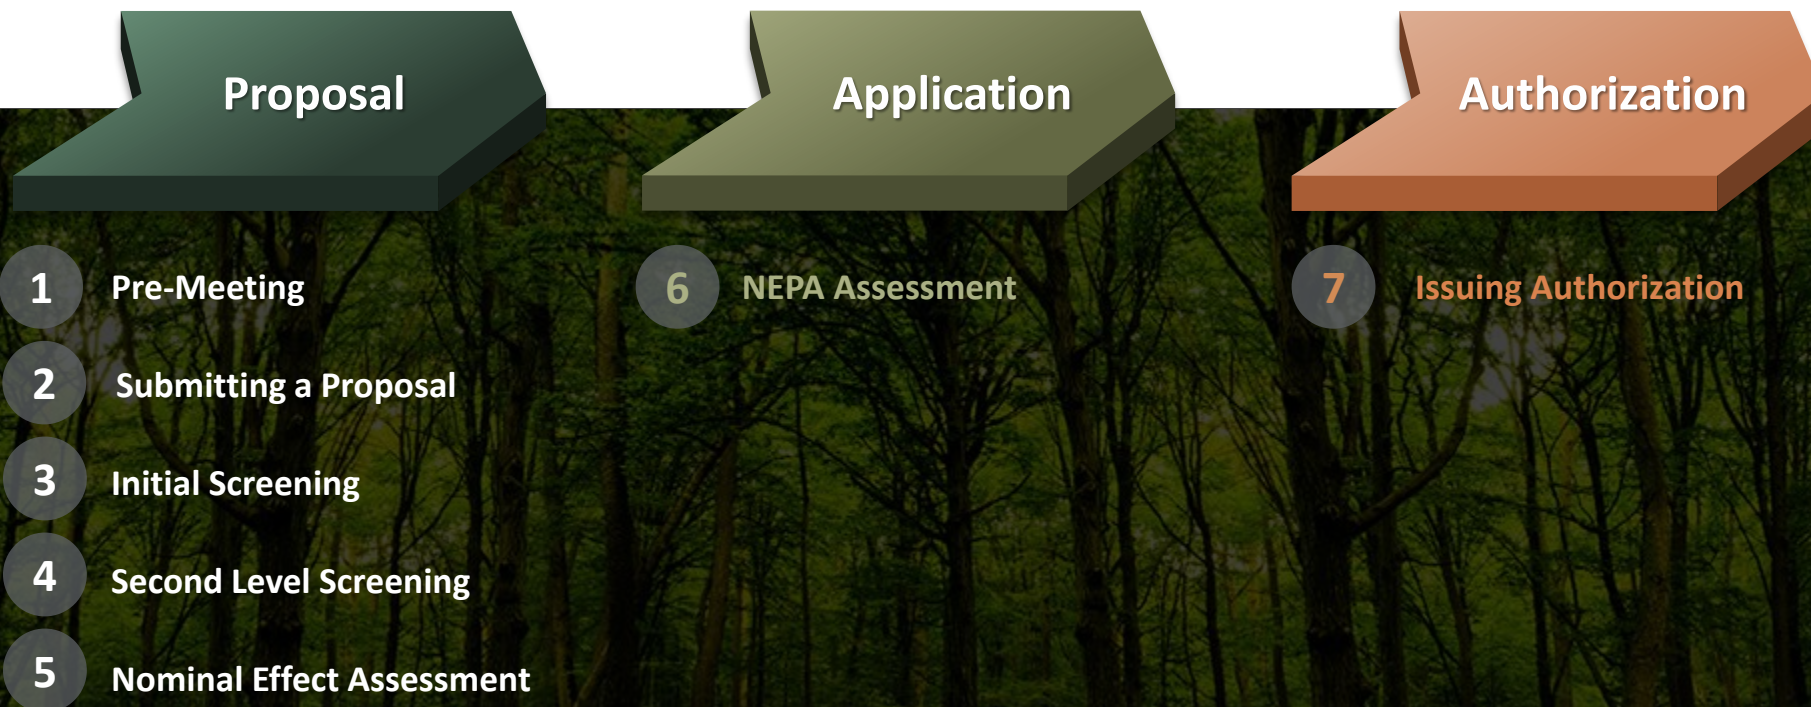 Proposal
Application
Authorization
1 Pre-Meeting
2 Submitting a Proposal
3 Initial Screening
4 Second Level Screening
5 Nominal Effect Assessment
6 NEPA Assessment
7 Issuing Authorization